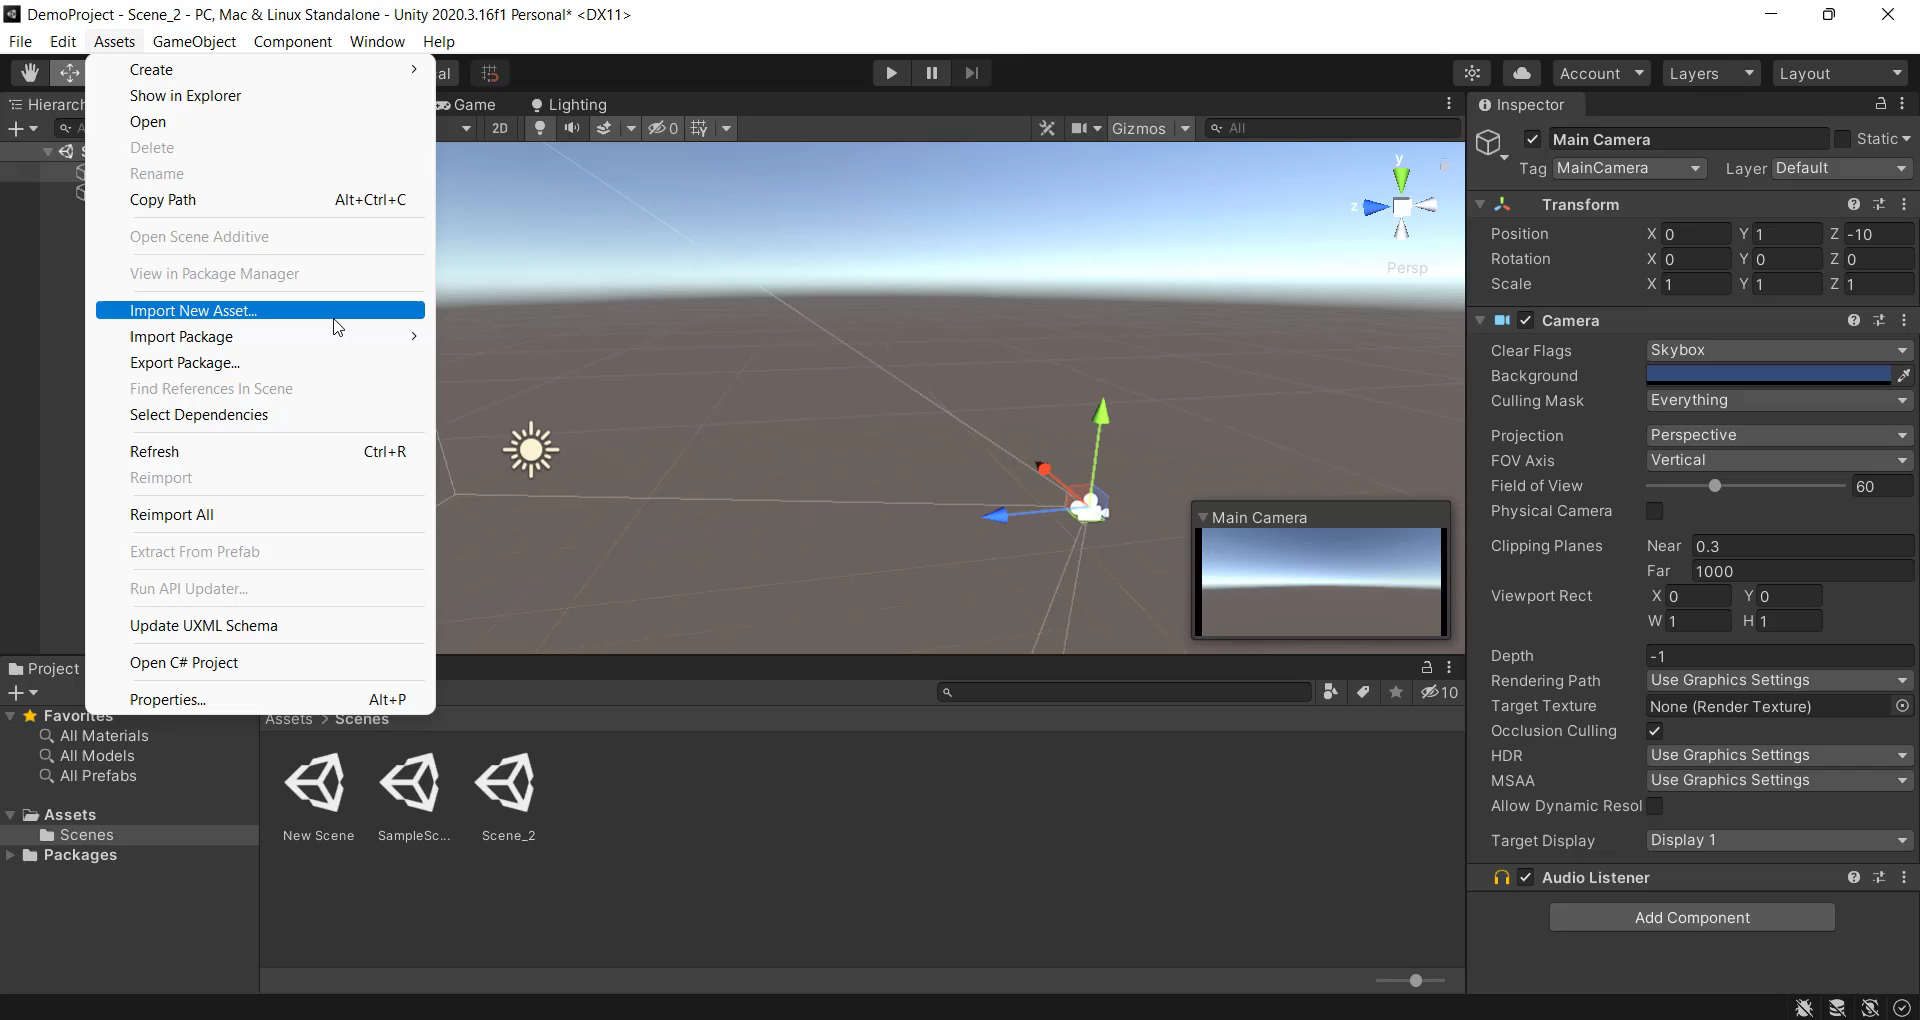 DemoProject - Scene_2 - PC, Mac & Linux Standalone - Unity 2020.3.16f1 Personal* <DX11>
File Edit Assets GameObject Component Window Help
al
Account
Layers
Layout
Create
Show in Explorer
Open
Delete
Rename
Copy Path Alt+Ctrl+C
Open Scene Additive
View in Package Manager
Import New Asset...
Import Package
Export Package...
Find References In Scene
Select Dependencies
Refresh Ctrl+R
Reimport
Reimport All
Extract From Prefab
Run API Updater...
Update UXML Schema
Open C# Project
Properties... Alt+P
Hierarch
Game Lighting
2D
0
Gizmos
All
y
z
Persp
Main Camera
Inspector
Main Camera
Static
Tag MainCamera Layer Default
Transform
Position X 0 Y 1 Z -10
Rotation X 0 Y 0 Z 0
Scale X 1 Y 1 Z 1
Camera
Clear Flags Skybox
Background
Culling Mask Everything
Projection Perspective
FOV Axis Vertical
Field of View 60
Physical Camera
Clipping Planes Near 0.3
Far 1000
Viewport Rect X 0 Y 0
W 1 H 1
Depth -1
Rendering Path Use Graphics Settings
Target Texture None (Render Texture)
Occlusion Culling
HDR Use Graphics Settings
MSAA Use Graphics Settings
Allow Dynamic Resol
Target Display Display 1
Audio Listener
Add Component
Project
10
Favorites
All Materials
All Models
All Prefabs
Assets
Scenes
Packages
Assets > Scenes
New Scene SampleSc... Scene_2